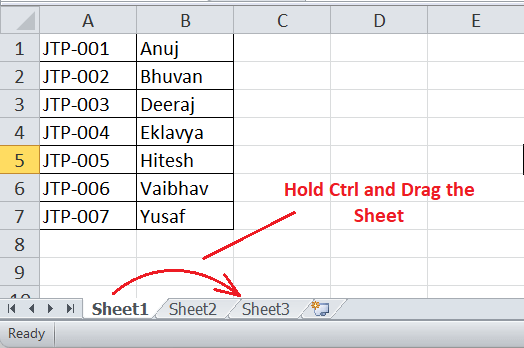 A B C D E
1 JTP-001 Anuj
2 JTP-002 Bhuvan
3 JTP-003 Deeraj
4 JTP-004 Eklavya
5 JTP-005 Hitesh
6 JTP-006 Vaibhav
7 JTP-007 Yusaf
Hold Ctrl and Drag the
Sheet
8
9
10
Sheet1 Sheet2 Sheet3
Ready